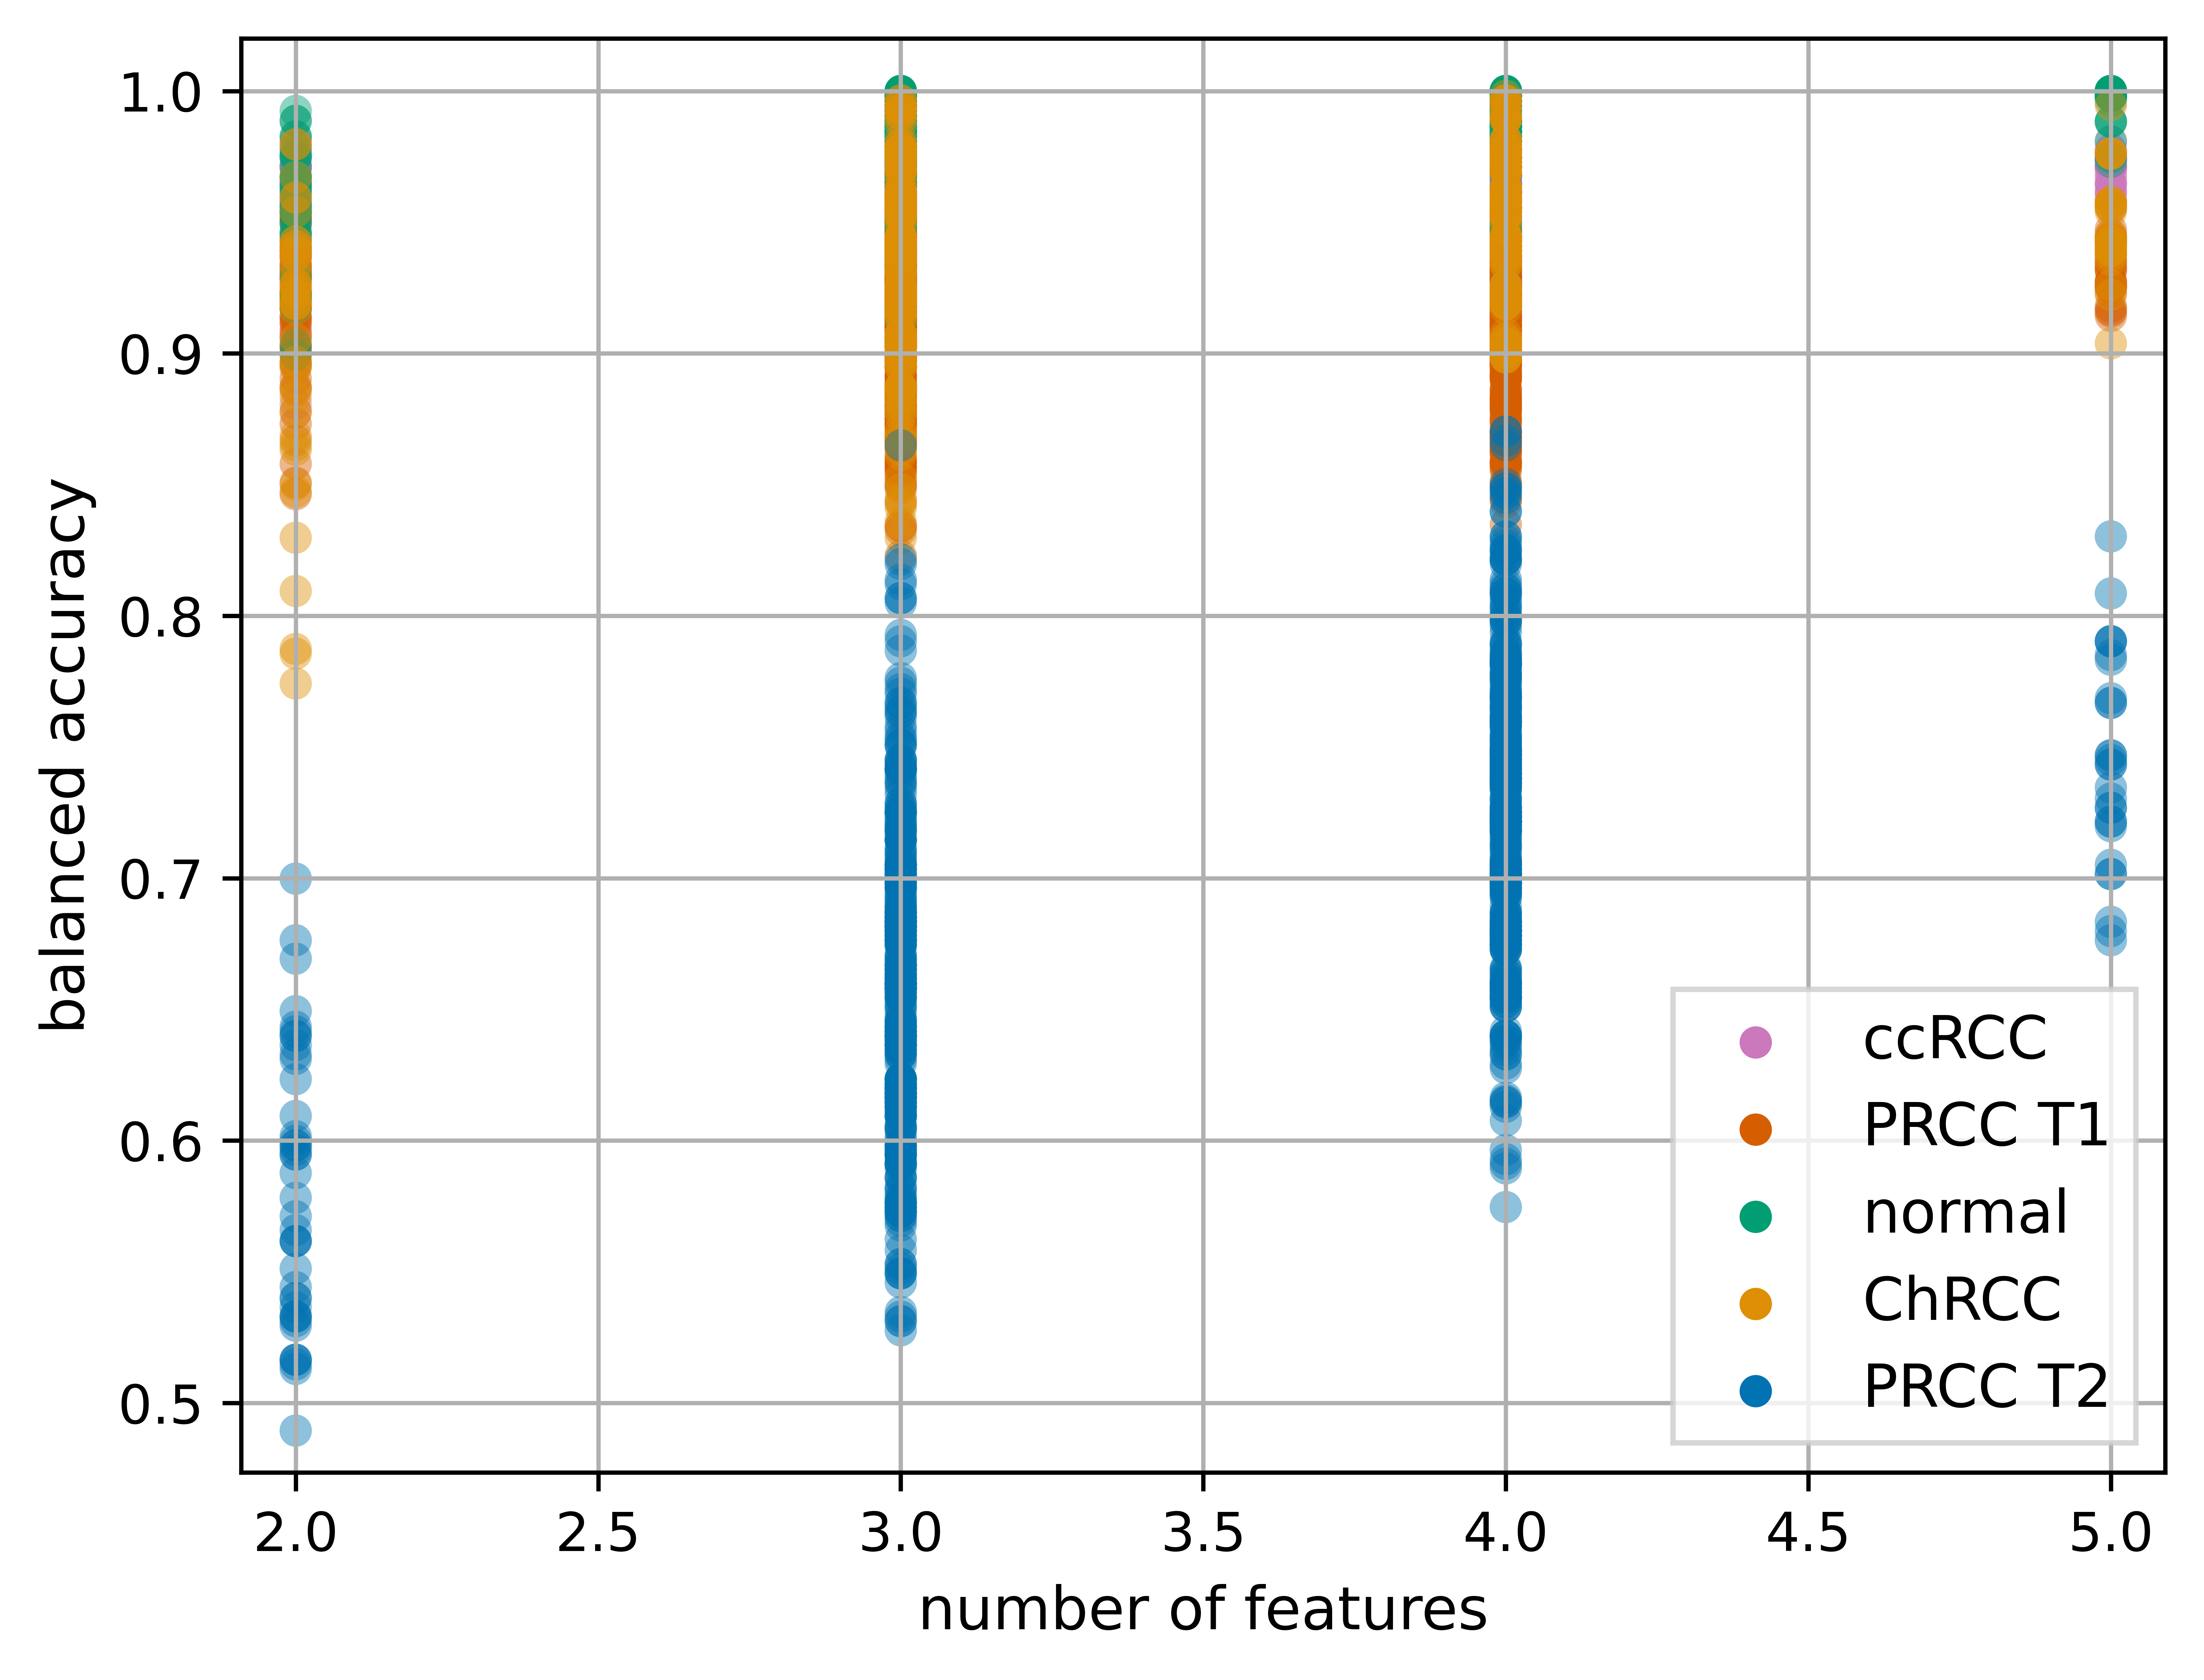 1.0
0.9
0.8
0.7
0.6
0.5
balanced accuracy
ccRCC
PRCC T1
normal
ChRCC
PRCC T2
2.0 2.5 3.0 3.5 4.0 4.5 5.0
number of features